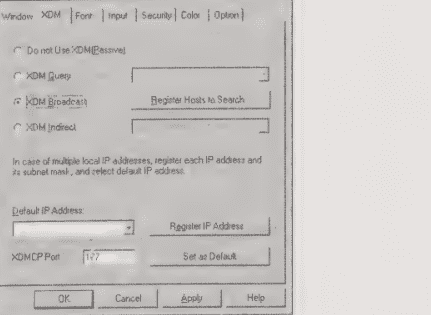 Window XDM Font Input Security Color Option
Do not Use XDM(Passive)
XDM Query
XDM Broadcast Register Hosts to Search
XDM Indirect
In case of multiple local IP addresses, register each IP address and
its subnet mask, and select default IP address.
Default IP Address:
Register IP Address
XDMCP Port 177 Set as Default
OK Cancel Apply Help